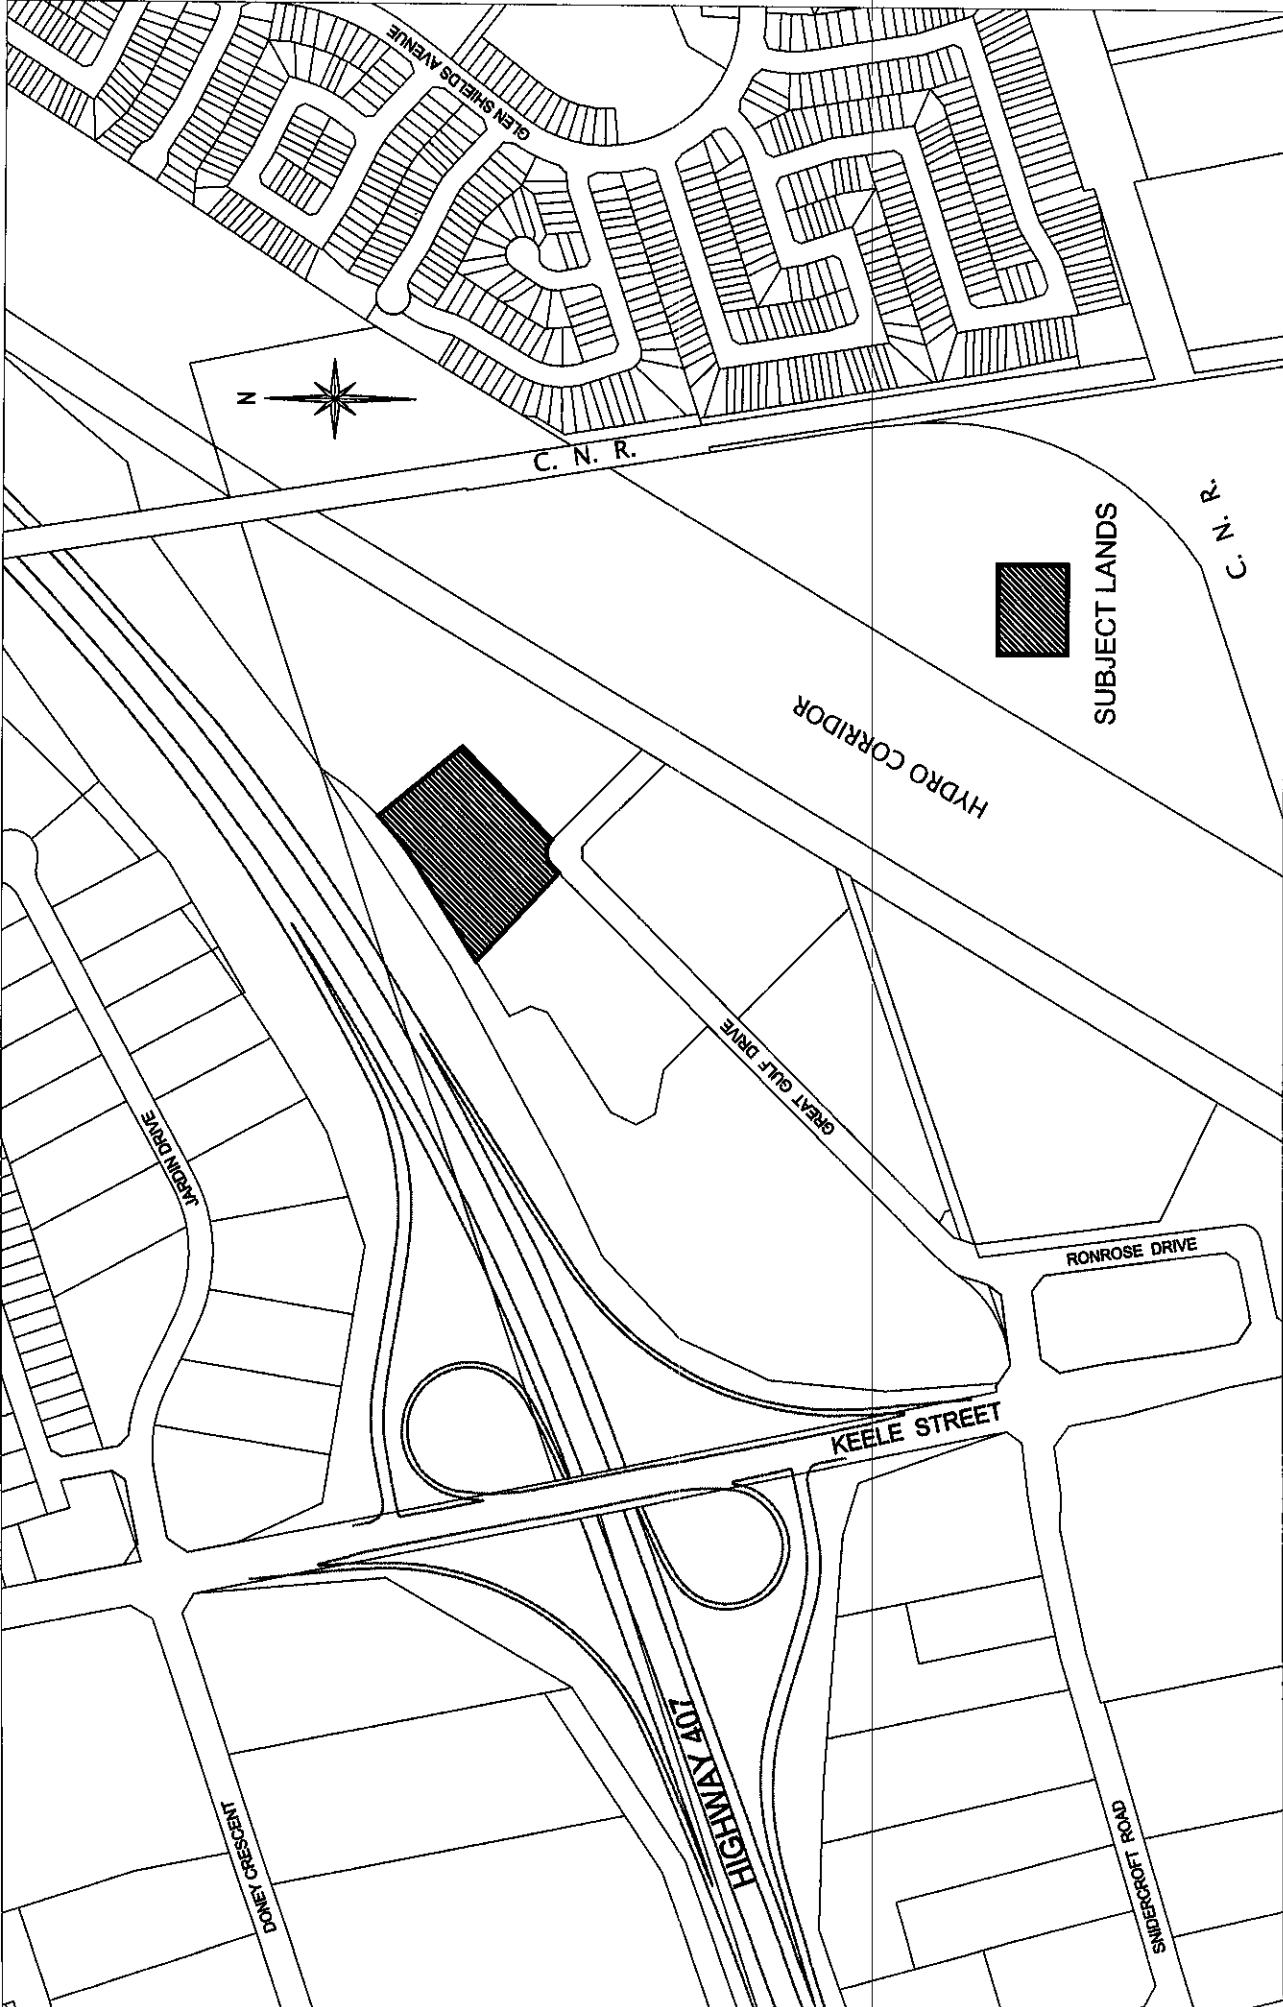 GLEN SHIELDS AVENUE
N
C. N. R.
C. N. R.
SUBJECT LANDS
HYDRO CORRIDOR
GREAT GULF DRIVE
JARDIN DRIVE
RONROSE DRIVE
KEELE STREET
HIGHWAY 407
DONEY CRESCENT
SNIDERCROFT ROAD